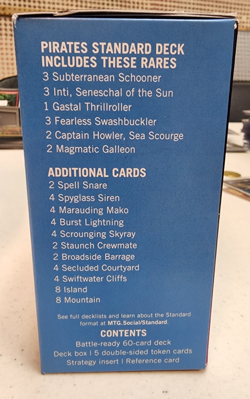 PIRATES STANDARD DECK
INCLUDES THESE RARES
3 Subterranean Schooner
3 Inti, Seneschal of the Sun
1 Gastal Thrillroller
3 Fearless Swashbuckler
2 Captain Howler, Sea Scourge
2 Magmatic Galleon
ADDITIONAL CARDS
2 Spell Snare
4 Spyglass Siren
4 Marauding Mako
4 Burst Lightning
4 Scrounging Skyray
2 Staunch Crewmate
2 Broadside Barrage
4 Secluded Courtyard
4 Swiftwater Cliffs
8 Island
8 Mountain
See full decklists and learn about the Standard
format at MTG.Social/Standard.
CONTENTS
Battle-ready 60-card deck
Deck box | 5 double-sided token cards
Strategy insert | Reference card